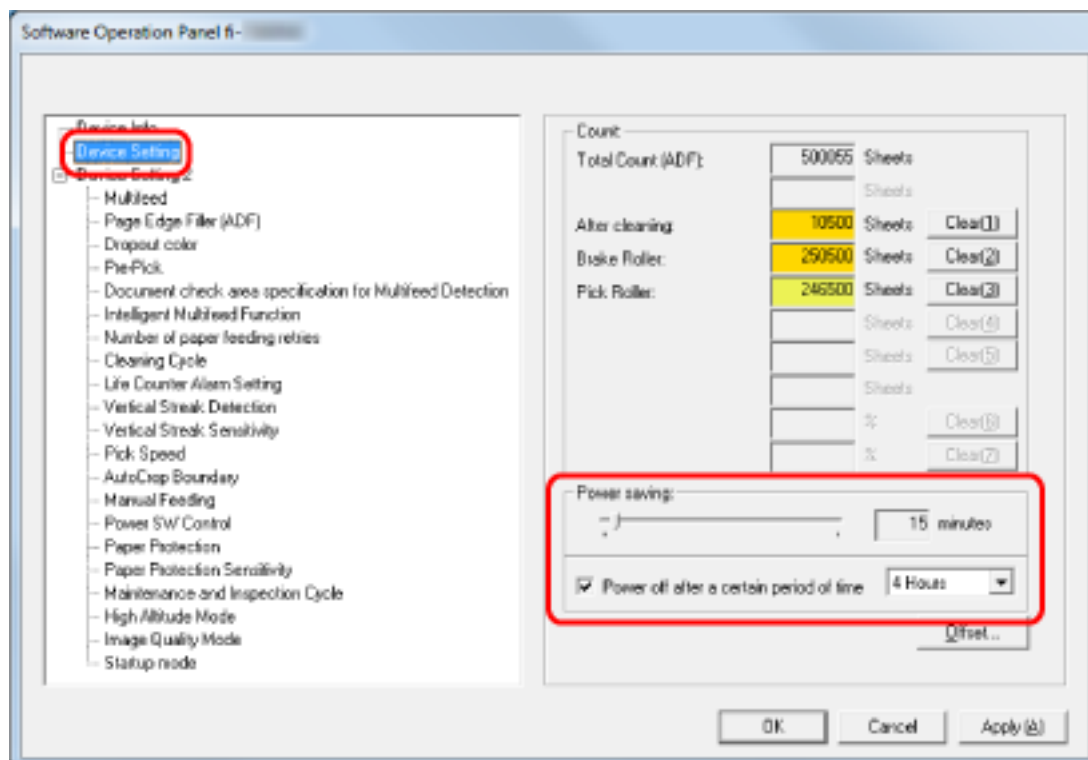 Software Operation Panel fi-
Device Info
Device Setting
Device Setting 2
Multifeed
Page Edge Filler (ADF)
Dropout color
Pre-Pick
Document check area specification for Multifeed Detection
Intelligent Multifeed Function
Number of paper feeding retries
Cleaning Cycle
Life Counter Alarm Setting
Vertical Streak Detection
Vertical Streak Sensitivity
Pick Speed
AutoCrop Boundary
Manual Feeding
Power SW Control
Paper Protection
Paper Protection Sensitivity
Maintenance and Inspection Cycle
High Altitude Mode
Image Quality Mode
Startup mode
Count
Total Count (ADF): 500055 Sheets
Sheets
After cleaning: 10500 Sheets Clear(1)
Brake Roller: 250500 Sheets Clear(2)
Pick Roller: 246500 Sheets Clear(3)
Sheets Clear(4)
Sheets Clear(5)
Sheets
% Clear(6)
% Clear(7)
Power saving:
15 minutes
Power off after a certain period of time 4 Hours
Offset...
OK Cancel Apply (A)